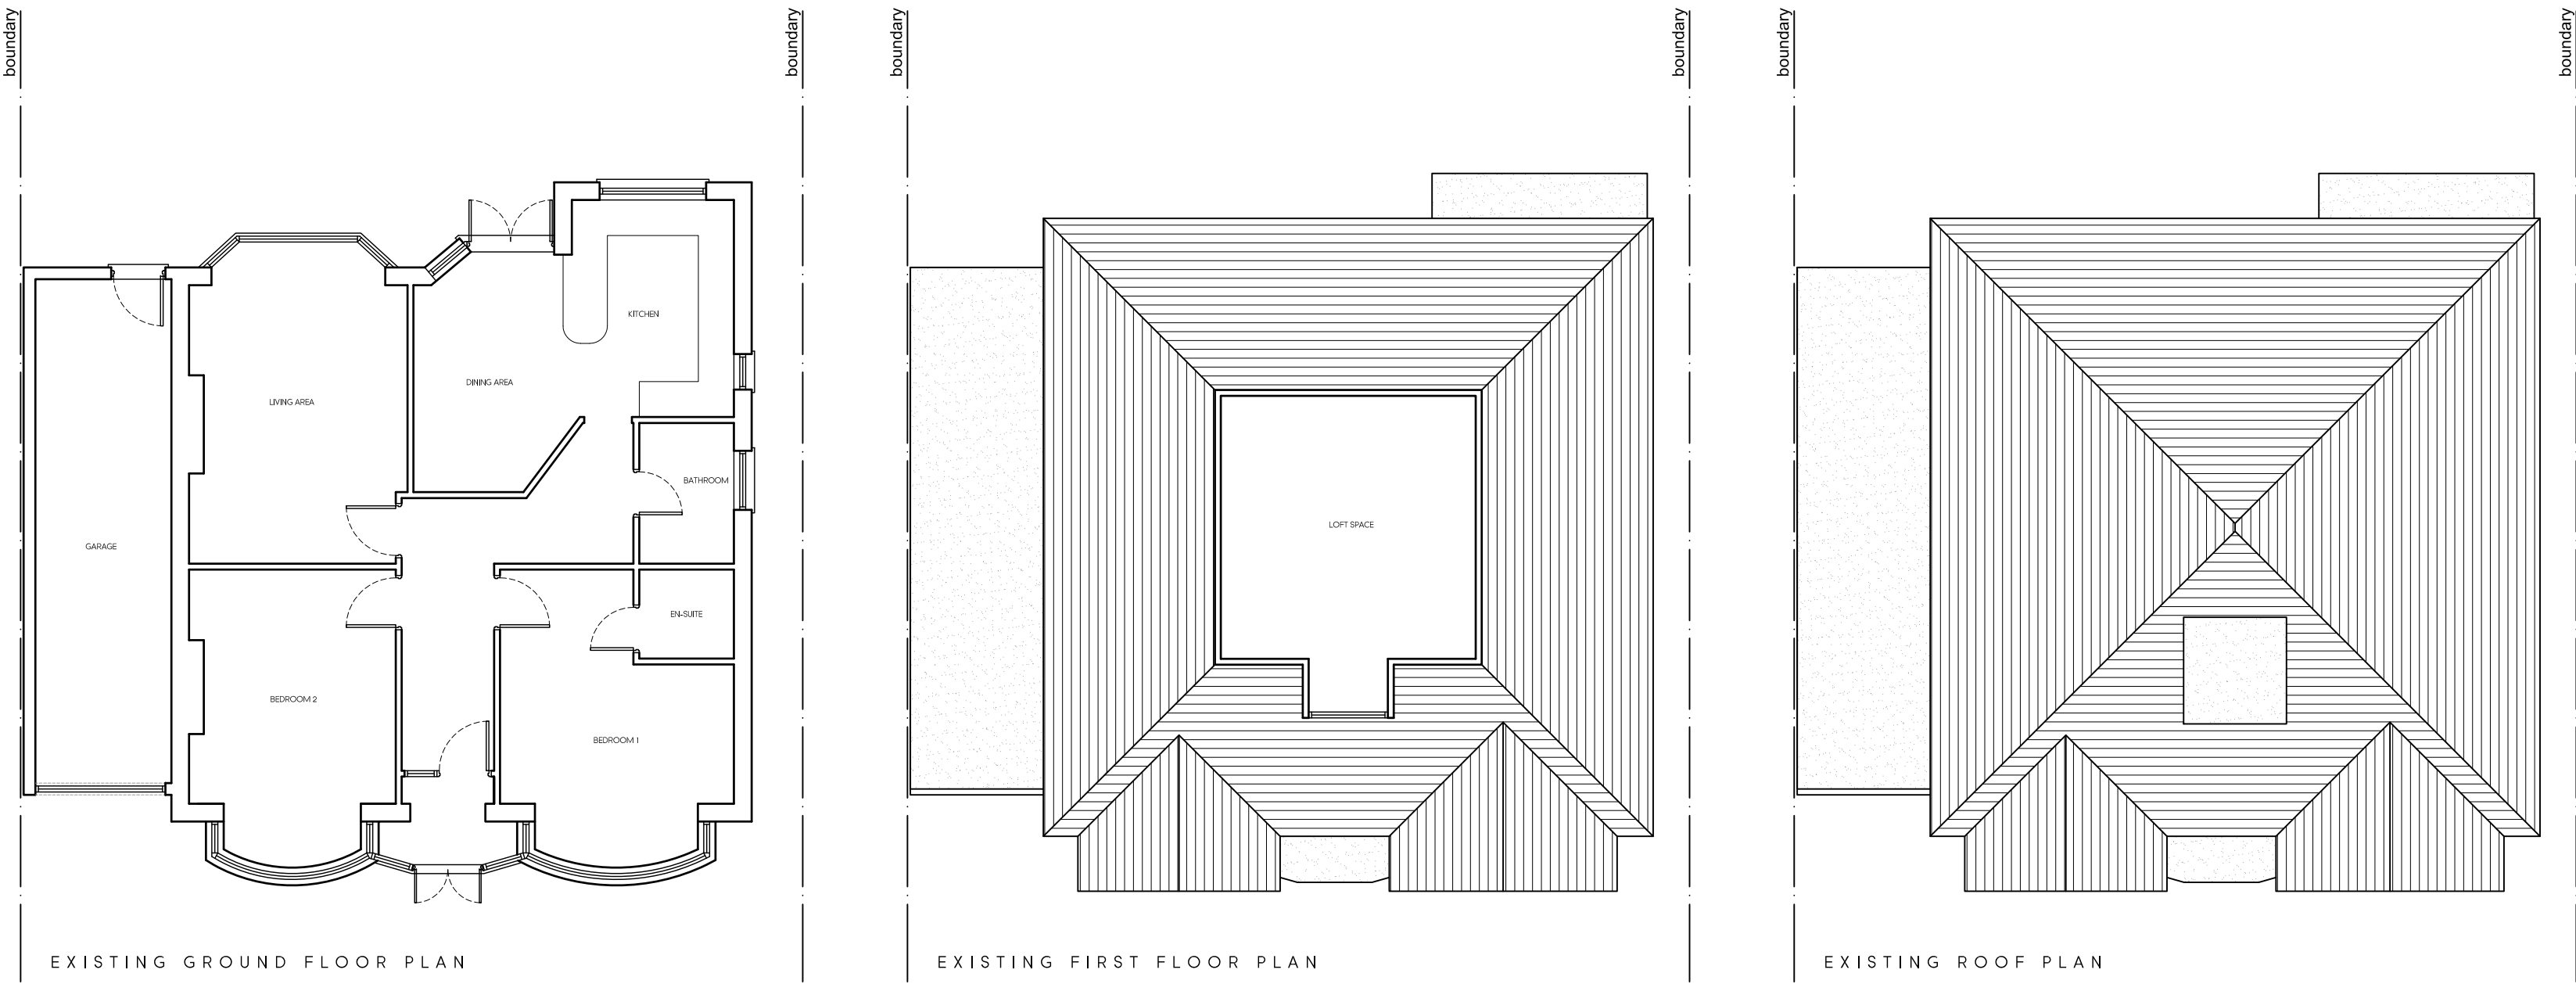 boundary
boundary
boundary
boundary
boundary
boundary
KITCHEN
DINING AREA
LIVING AREA
BATHROOM
GARAGE
EN-SUITE
BEDROOM 2
BEDROOM 1
LOFT SPACE
EXISTING GROUND FLOOR PLAN
EXISTING FIRST FLOOR PLAN
EXISTING ROOF PLAN